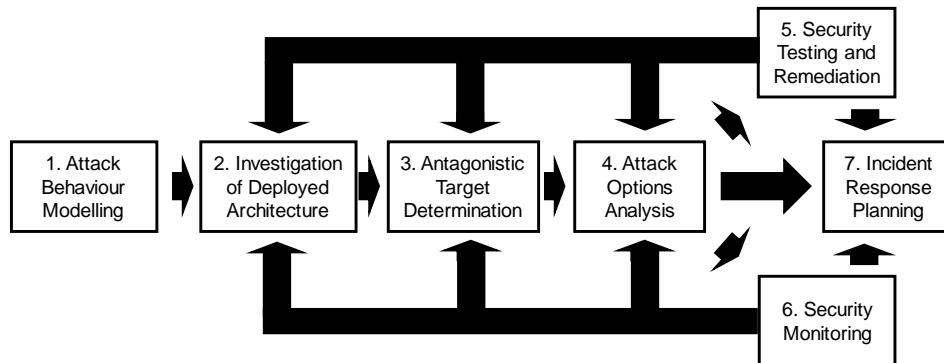 5. Security
Testing and
Remediation
1. Attack
Behaviour
Modelling
2. Investigation
of Deployed
Architecture
3. Antagonistic
Target
Determination
4. Attack
Options
Analysis
7. Incident
Response
Planning
6. Security
Monitoring